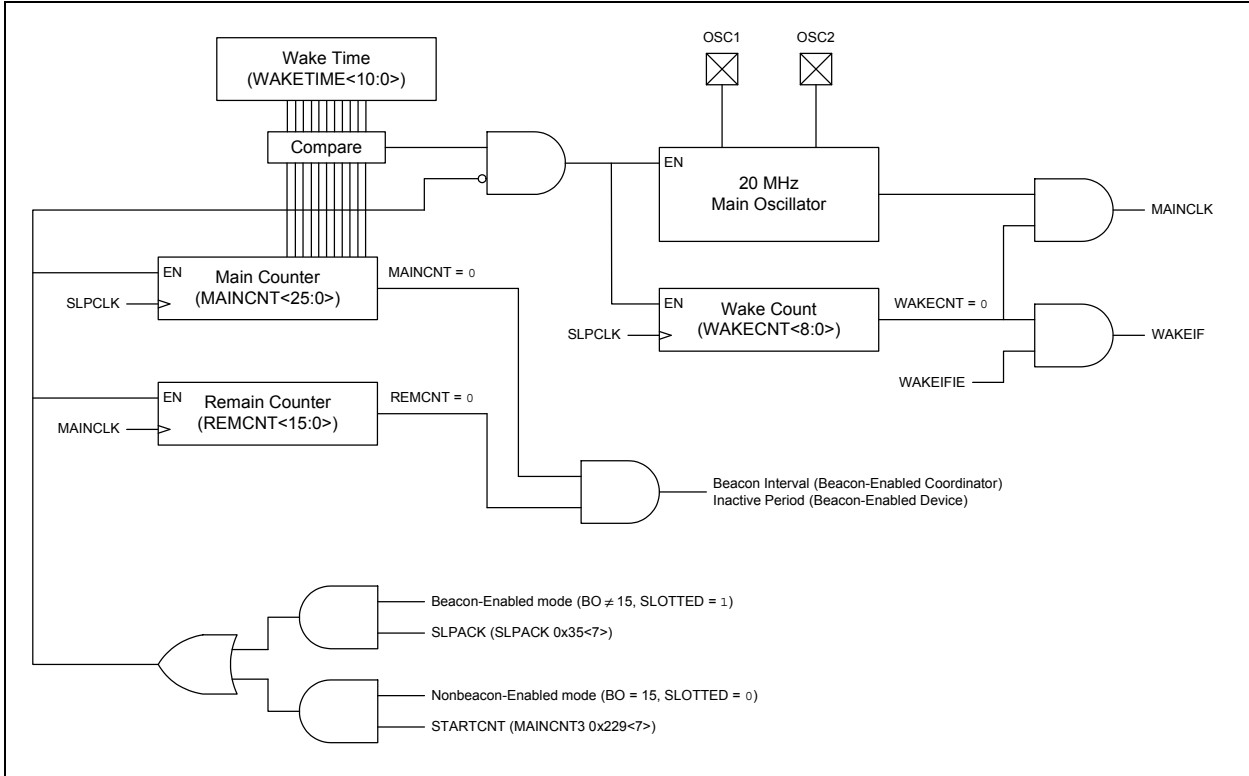 OSC1
OSC2
Wake Time
(WAKETIME<10:0>)
Compare
EN
20 MHz
Main Oscillator
MAINCLK
EN
Main Counter
(MAINCNT<25:0>)
SLPCLK
MAINCNT = 0
EN
Wake Count
(WAKECNT<8:0>)
SLPCLK
WAKECNT = 0
WAKEIF
WAKEIFIE
EN
Remain Counter
(REMCNT<15:0>)
MAINCLK
REMCNT = 0
Beacon Interval (Beacon-Enabled Coordinator)
Inactive Period (Beacon-Enabled Device)
Beacon-Enabled mode (BO ≠ 15, SLOTTED = 1)
SLPACK (SLPACK 0x35<7>)
Nonbeacon-Enabled mode (BO = 15, SLOTTED = 0)
STARTCNT (MAINCNT3 0x229<7>)